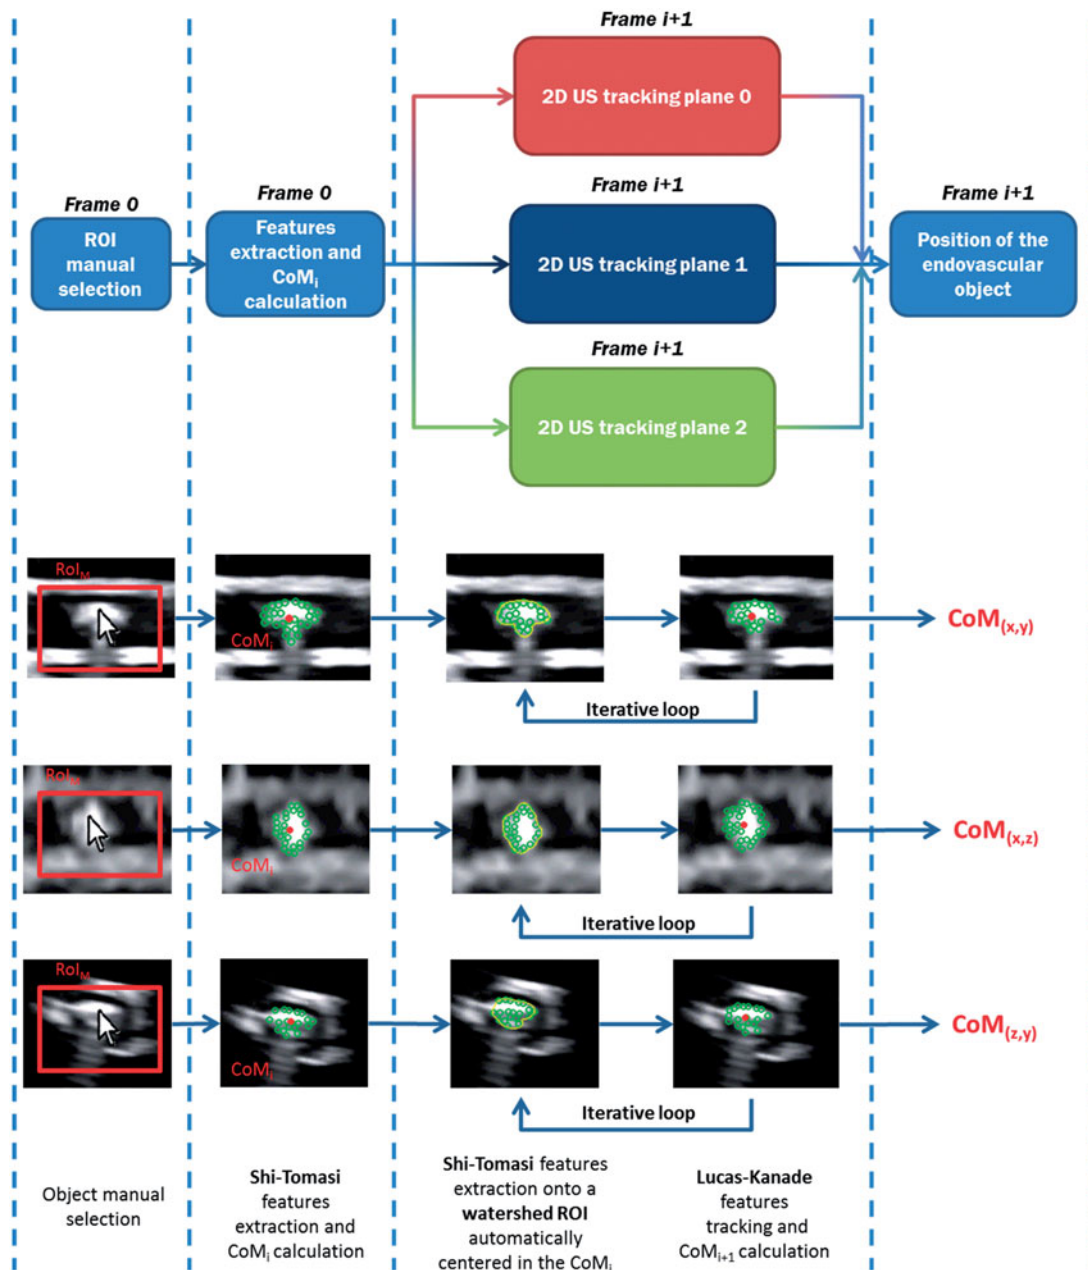 Frame i+1
2D US tracking plane 0
Frame 0
ROI
manual
selection
Frame 0
Features
extraction and
CoMi
calculation
Frame i+1
2D US tracking plane 1
Frame i+1
Position of the
endovascular
object
Frame i+1
2D US tracking plane 2
RoIM
CoMi
CoM(x,y)
Iterative loop
RoIM
CoMi
CoM(x,z)
Iterative loop
RoIM
CoMi
CoM(z,y)
Iterative loop
Object manual
selection
Shi-Tomasi
features
extraction and
CoMi calculation
Shi-Tomasi features
extraction onto a
watershed ROI
automatically
centered in the CoMi
Lucas-Kanade
features
tracking and
CoMi+1 calculation